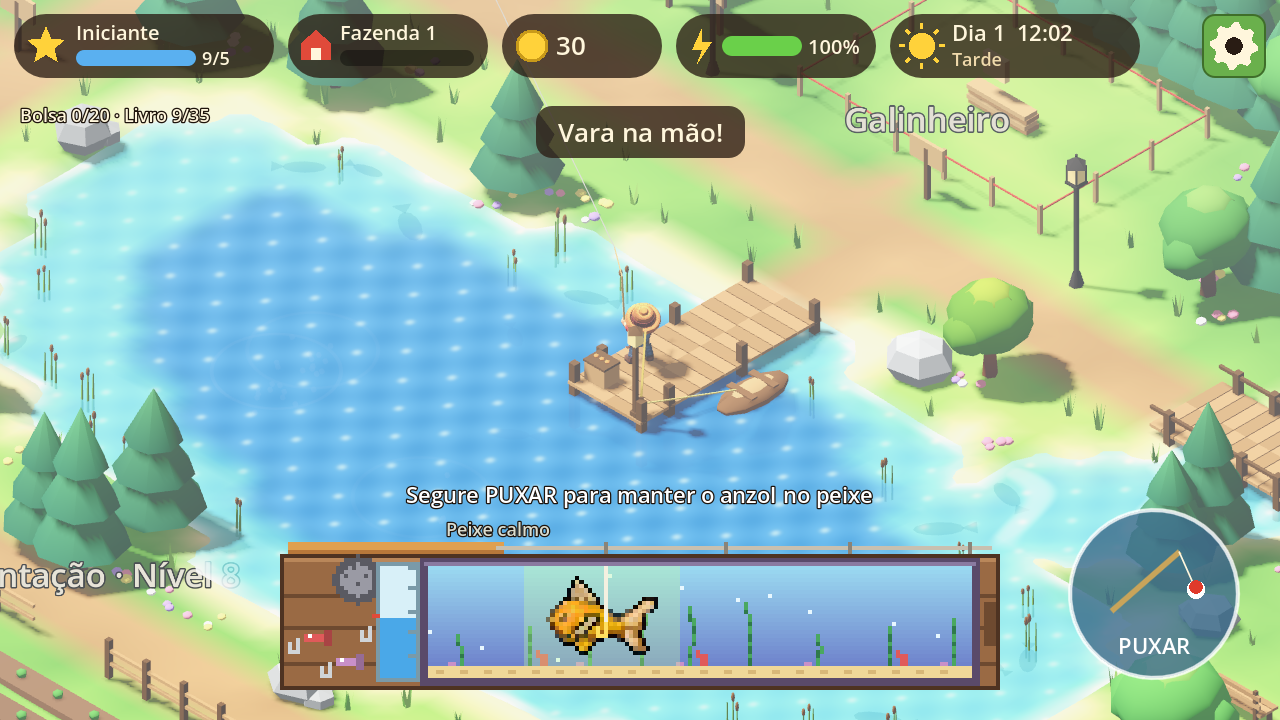 Iniciante
9/5
Fazenda 1
30
100%
Dia 1 12:02
Tarde
Bolsa 0/20 · Livro 9/35
Vara na mão!
Galinheiro
Segure PUXAR para manter o anzol no peixe
Peixe calmo
ntação · Nível 8
PUXAR